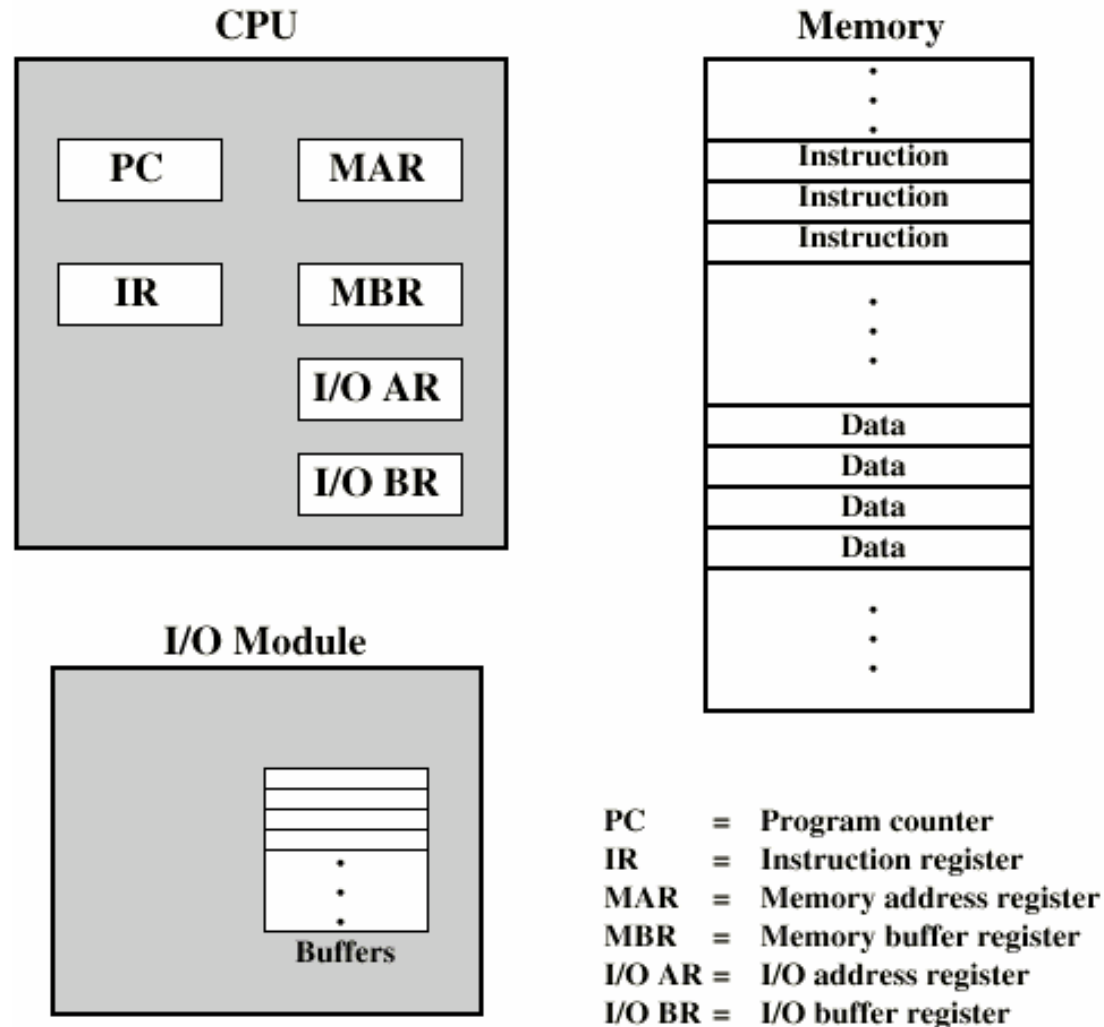 CPU
PC
MAR
IR
MBR
I/O AR
I/O BR
Memory
Instruction
Instruction
Instruction
Data
Data
Data
Data
I/O Module
Buffers
PC = Program counter
IR = Instruction register
MAR = Memory address register
MBR = Memory buffer register
I/O AR = I/O address register
I/O BR = I/O buffer register